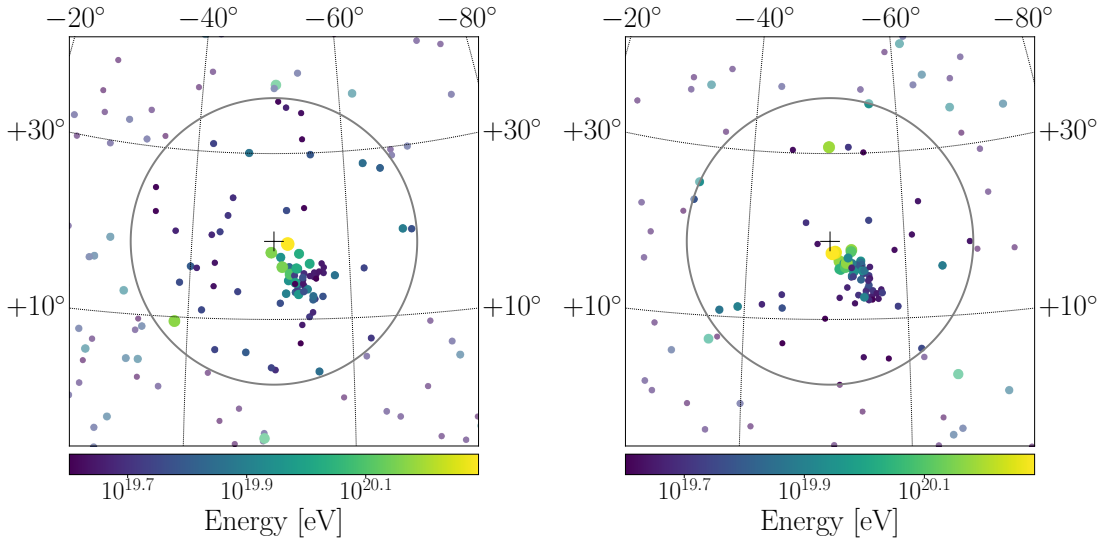 −20° −40° −60° −80° −20° −40° −60° −80°
+30° +30° +30° +30°
+10° +10° +10° +10°
10^19.7 10^19.9 10^20.1 10^19.7 10^19.9 10^20.1
Energy [eV] Energy [eV]